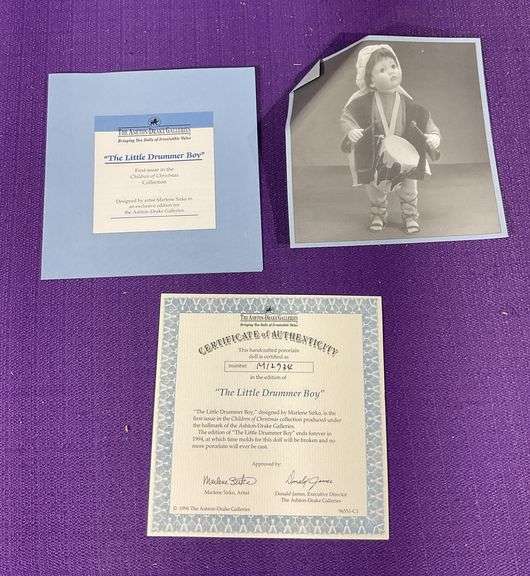 THE ASHTON-DRAKE GALLERIES
Bringing You Dolls of Irresistible Value
"The Little Drummer Boy"
First issue in the
Children of Christmas
Collection
Designed by artist Marlene Sirko in
an exclusive edition for
the Ashton-Drake Galleries.
THE ASHTON-DRAKE GALLERIES
Bringing You Dolls of Irresistible Value
CERTIFICATE of AUTHENTICITY
This handcrafted porcelain
doll is certified as
number
in the edition of
"The Little Drummer Boy"
"The Little Drummer Boy," designed by Marlene Sirko, is the
first issue in the Children of Christmas collection produced under
the hallmark of the Ashton-Drake Galleries.
The edition of "The Little Drummer Boy" ends forever in
1994, at which time molds for this doll will be broken and no
more porcelain will ever be cast.
Approved by:
Marlene Sirko
Marlene Sirko, Artist
Donald James, Executive Director
The Ashton-Drake Galleries
The Ashton-Drake Galleries
96551-C1